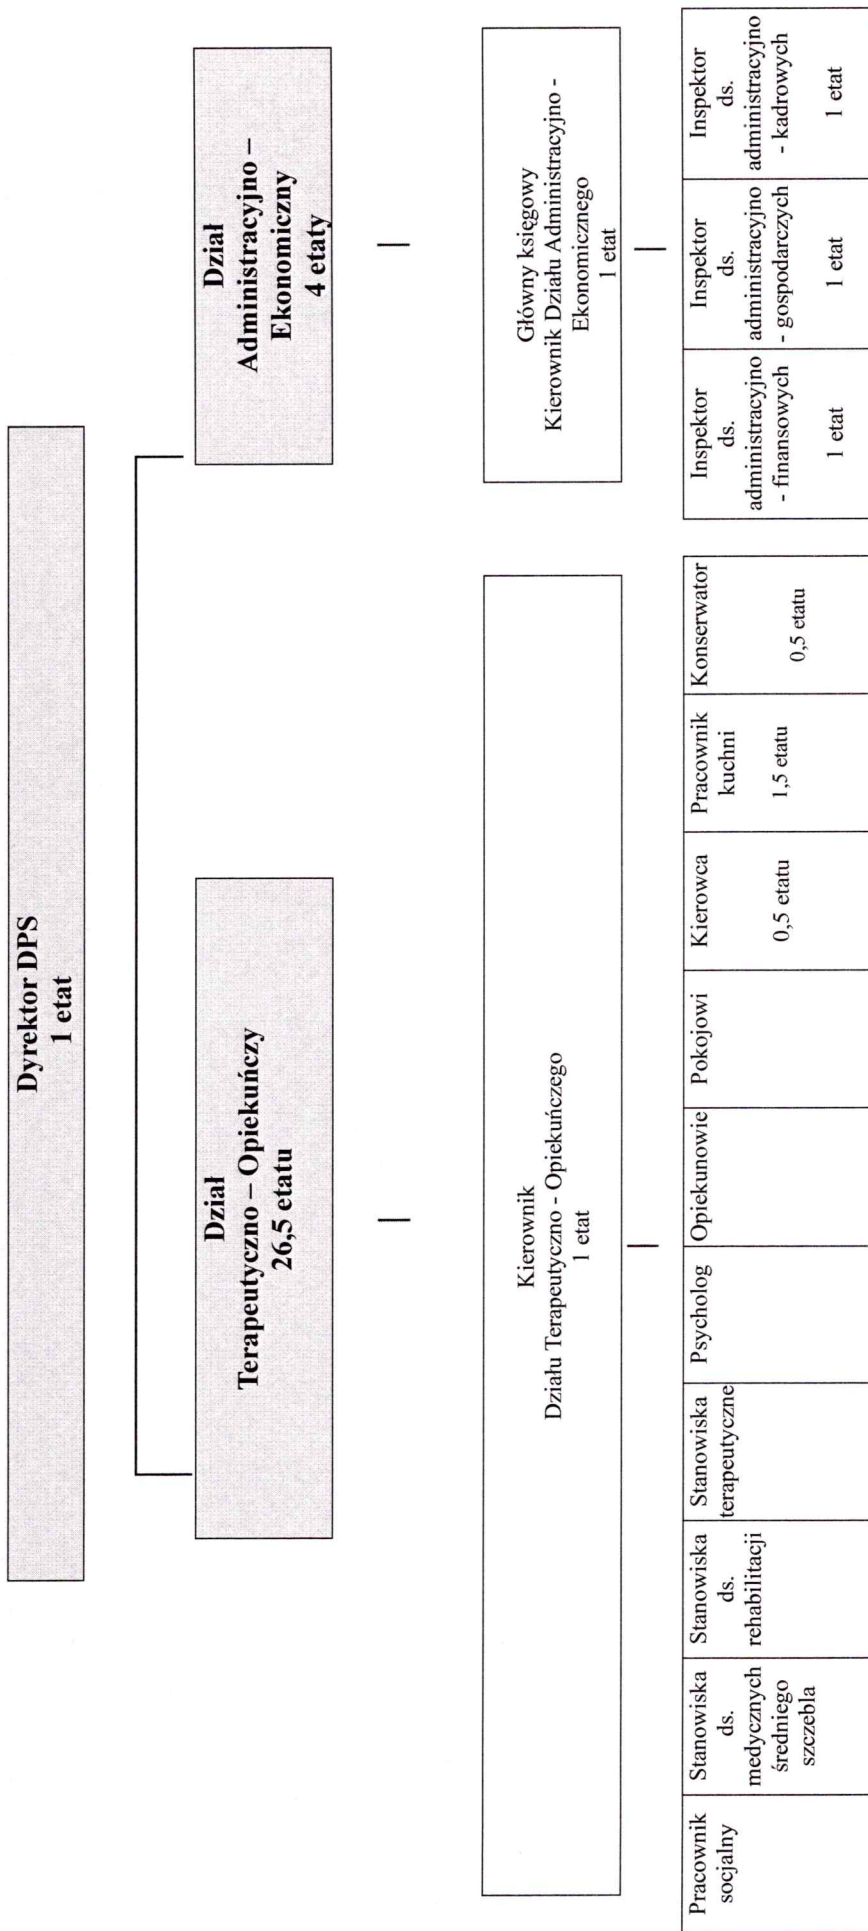 Dyrektor DPS
1 etat
Dział
Terapeutyczno – Opiekuńczy
26,5 etatu
Dział
Administracyjno –
Ekonomiczny
4 etaty
Kierownik
Działu Terapeutyczno - Opiekuńczego
1 etat
Główny księgowy
Kierownik Działu Administracyjno -
Ekonomicznego
1 etat
Pracownik
socjalny
Stanowiska
ds.
medycznych
średniego
szczebla
Stanowiska
ds.
rehabilitacji
Stanowiska
terapeutyczne
Psycholog
Opiekunowie
Pokojowi
Kierowca
0,5 etatu
Pracownik
kuchni
1,5 etatu
Konserwator
0,5 etatu
Inspektor
ds.
administracyjno
- finansowych
1 etat
Inspektor
ds.
administracyjno
- gospodarczych
1 etat
Inspektor
ds.
administracyjno
- kadrowych
1 etat